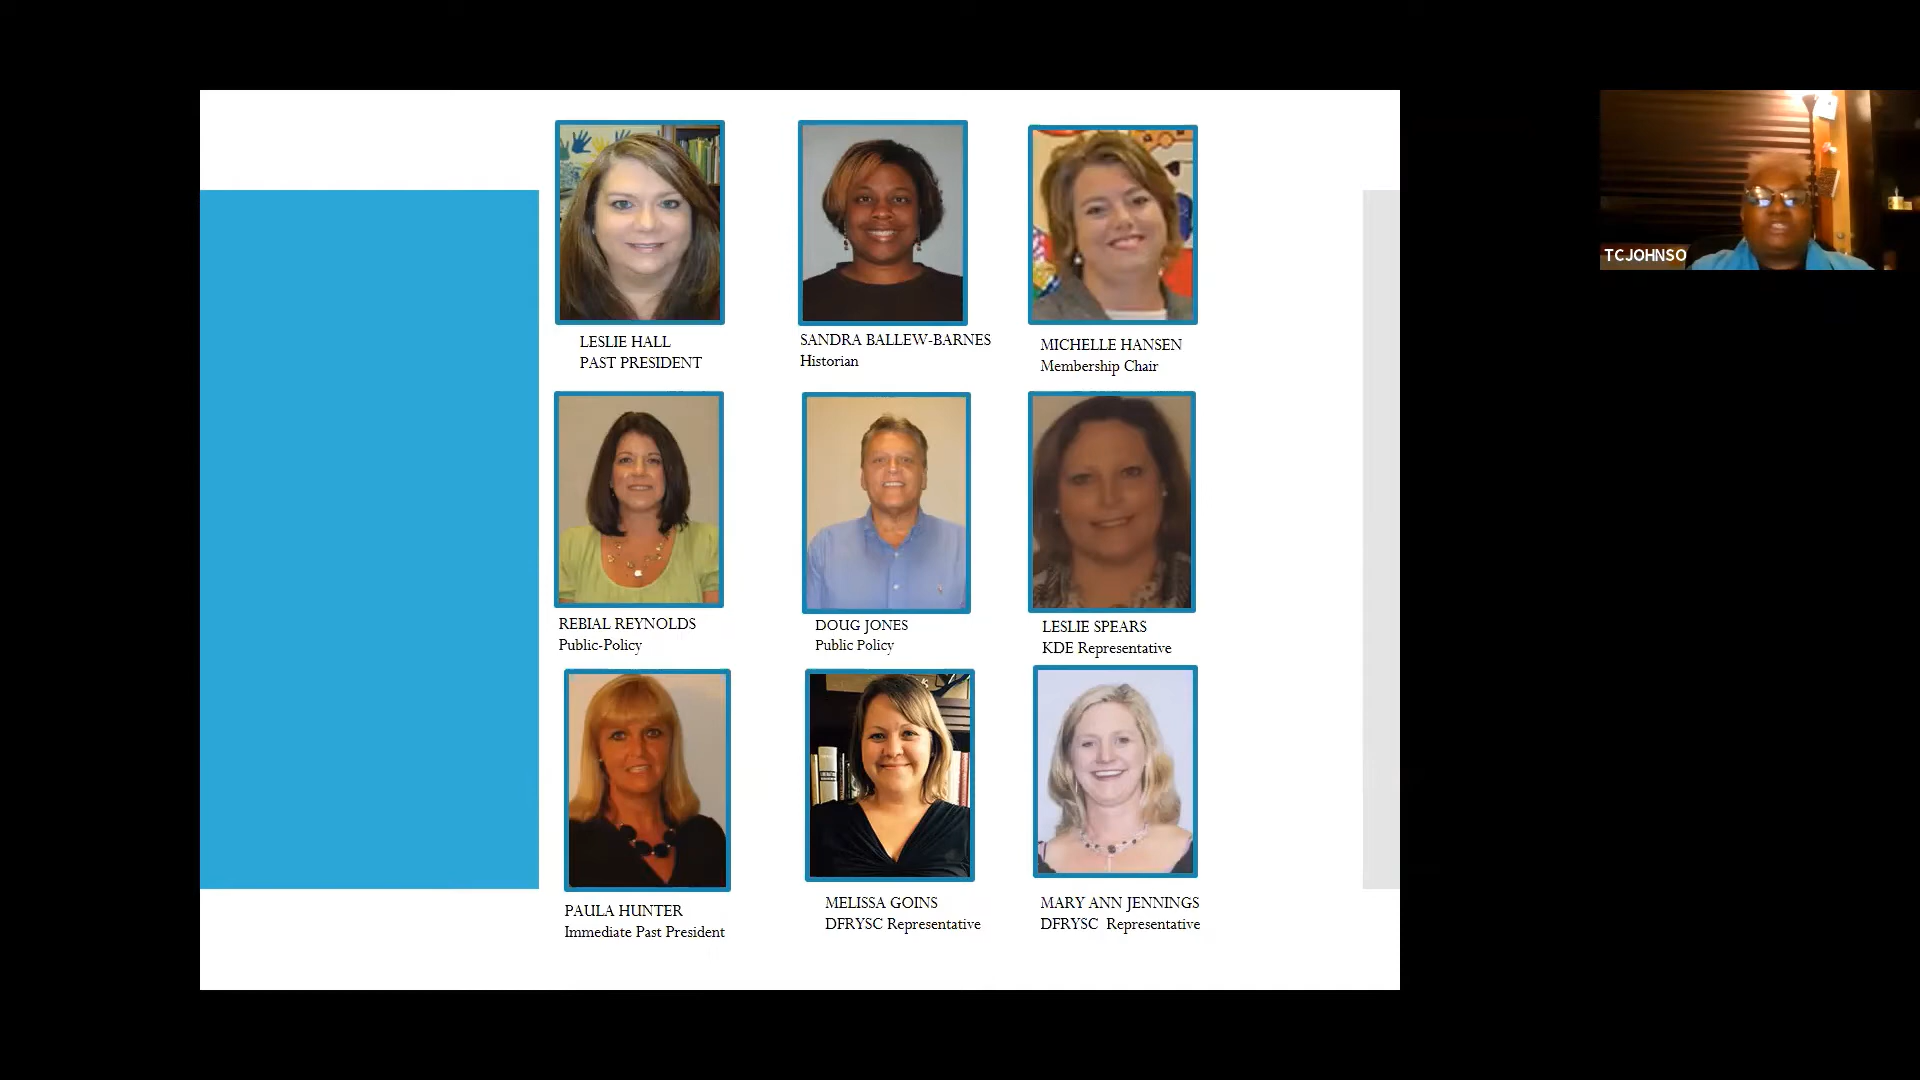 LESLIE HALL
PAST PRESIDENT
SANDRA BALLEW-BARNES
Historian
MICHELLE HANSEN
Membership Chair
REBIAL REYNOLDS
Public-Policy
DOUG JONES
Public Policy
LESLIE SPEARS
KDE Representative
PAULA HUNTER
Immediate Past President
MELISSA GOINS
DFRYSC Representative
MARY ANN JENNINGS
DFRYSC  Representative
TCJOHNSO